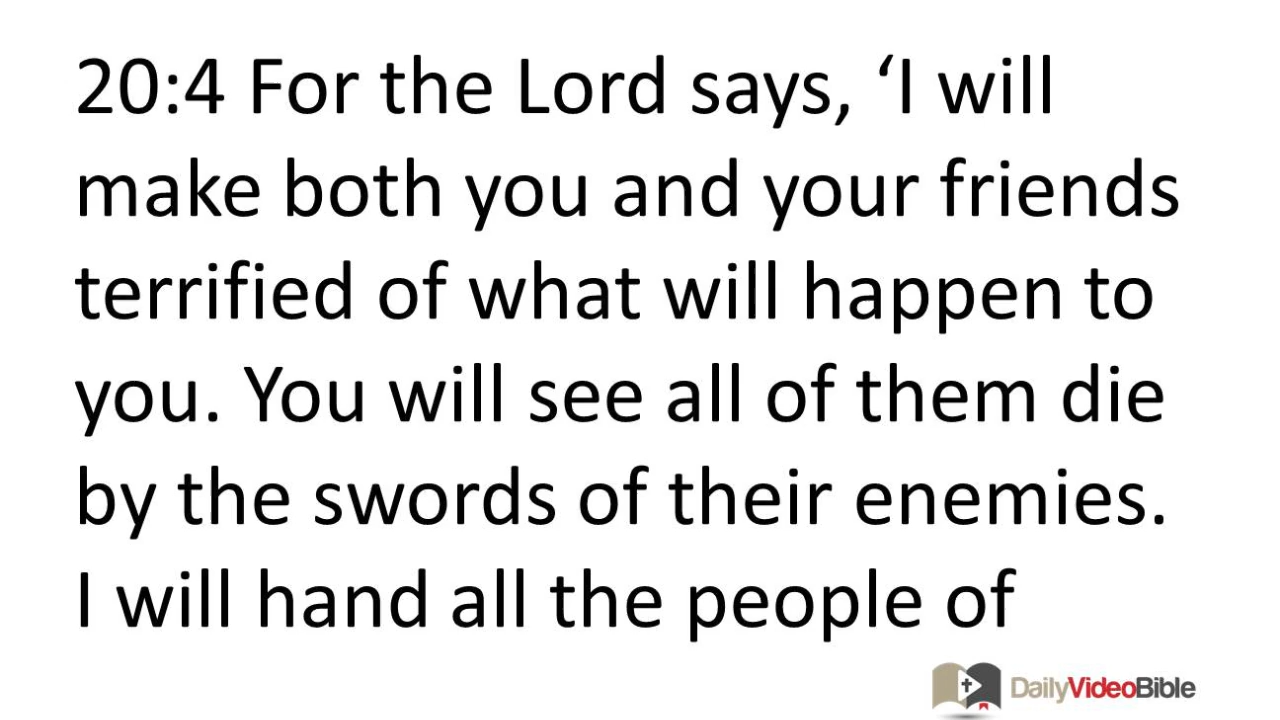 20:4 For the Lord says, ‘I will
make both you and your friends
terrified of what will happen to
you. You will see all of them die
by the swords of their enemies.
I will hand all the people of
DailyVideoBible